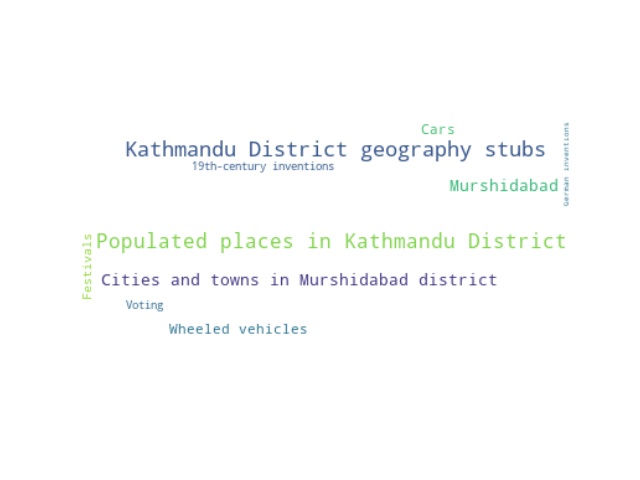 Cars
Kathmandu District geography stubs
19th-century inventions
German inventions
Murshidabad
Populated places in Kathmandu District
Festivals
Cities and towns in Murshidabad district
Voting
Wheeled vehicles